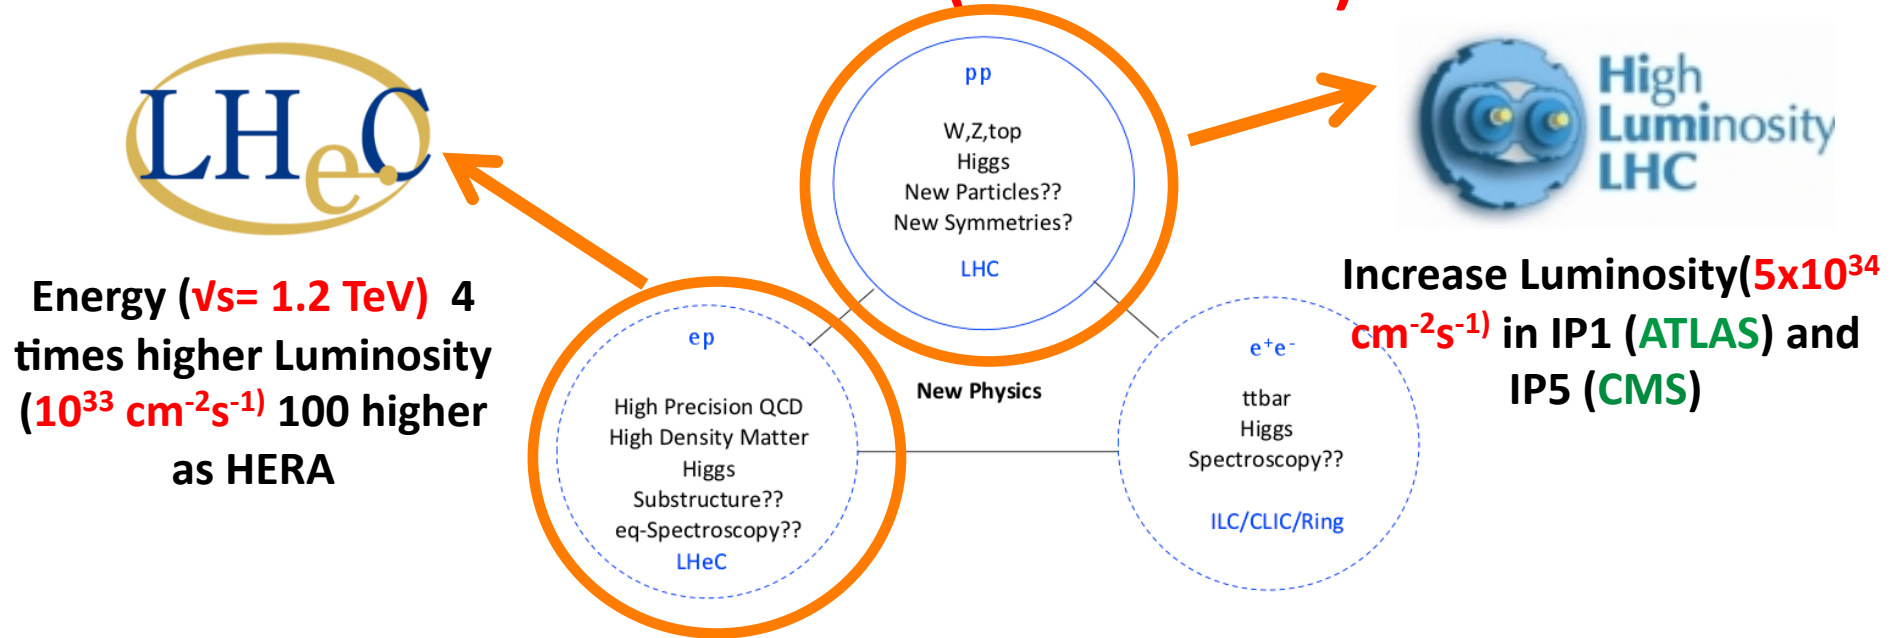 LHeC
Energy (√s= 1.2 TeV) 4
times higher Luminosity
(10³³ cm⁻²s⁻¹⁾ 100 higher
as HERA
pp
W,Z,top
Higgs
New Particles??
New Symmetries?
LHC
ep
High Precision QCD
High Density Matter
Higgs
Substructure??
eq-Spectroscopy??
LHeC
New Physics
e⁺e⁻
ttbar
Higgs
Spectroscopy??
ILC/CLIC/Ring
High
Luminosity
LHC
Increase Luminosity(5x10³⁴
cm⁻²s⁻¹⁾ in IP1 (ATLAS) and
IP5 (CMS)